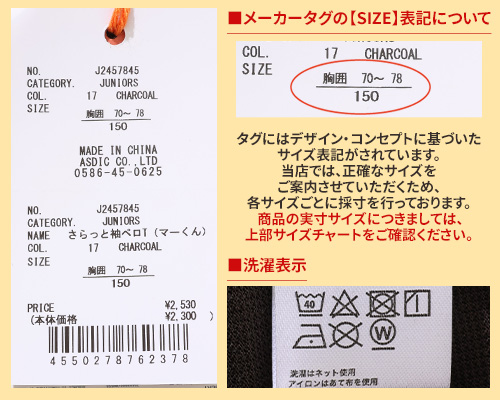 NO. J2457845
CATEGORY. JUNIORS
COL. 17 CHARCOAL
SIZE
胸囲 70～ 78
150
MADE IN CHINA
ASDIC CO.,LTD
0586-45-0625
NO. J2457845
CATEGORY. JUNIORS
NAME さらっと袖ベロT(マーくん)
COL. 17 CHARCOAL
SIZE
胸囲 70～ 78
150
PRICE ¥2,530
(本体価格 ¥2,300 )
4550278762378
■メーカータグの【SIZE】表記について
COL. 17 CHARCOAL
SIZE
胸囲 70～ 78
150
タグにはデザイン・コンセプトに基づいた
サイズ表記がされています。
当店では、正確なサイズを
ご案内させていただくため、
各サイズごとに採寸を行っております。
商品の実寸サイズにつきましては、
上部サイズチャートをご確認ください。
■洗濯表示
40
W
洗濯はネット使用
アイロンはあて布を使用